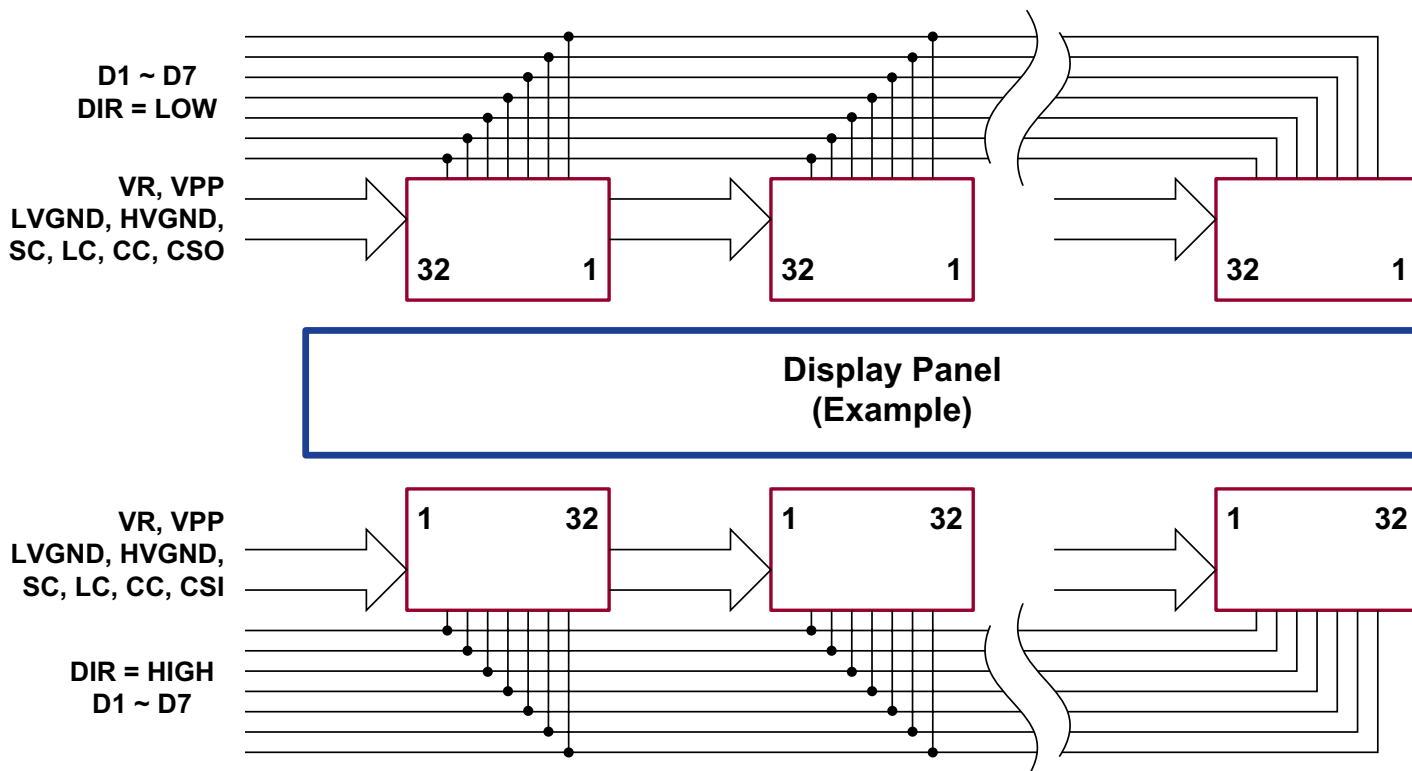 D1 ~ D7
DIR = LOW
VR, VPP
LVGND, HVGND,
SC, LC, CC, CSO
32 1
32 1
32 1
Display Panel
(Example)
VR, VPP
LVGND, HVGND,
SC, LC, CC, CSI
1 32
1 32
1 32
DIR = HIGH
D1 ~ D7